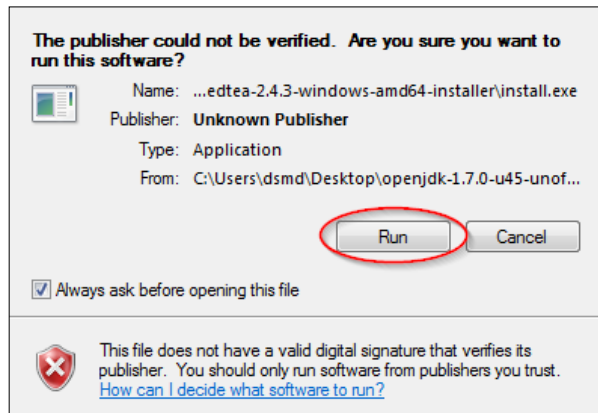 The publisher could not be verified.  Are you sure you want to
run this software?
Name: ...edtea-2.4.3-windows-amd64-installer\install.exe
Publisher: Unknown Publisher
Type: Application
From: C:\Users\dsmd\Desktop\openjdk-1.7.0-u45-unof...
Run Cancel
Always ask before opening this file
This file does not have a valid digital signature that verifies its
publisher.  You should only run software from publishers you trust.
How can I decide what software to run?